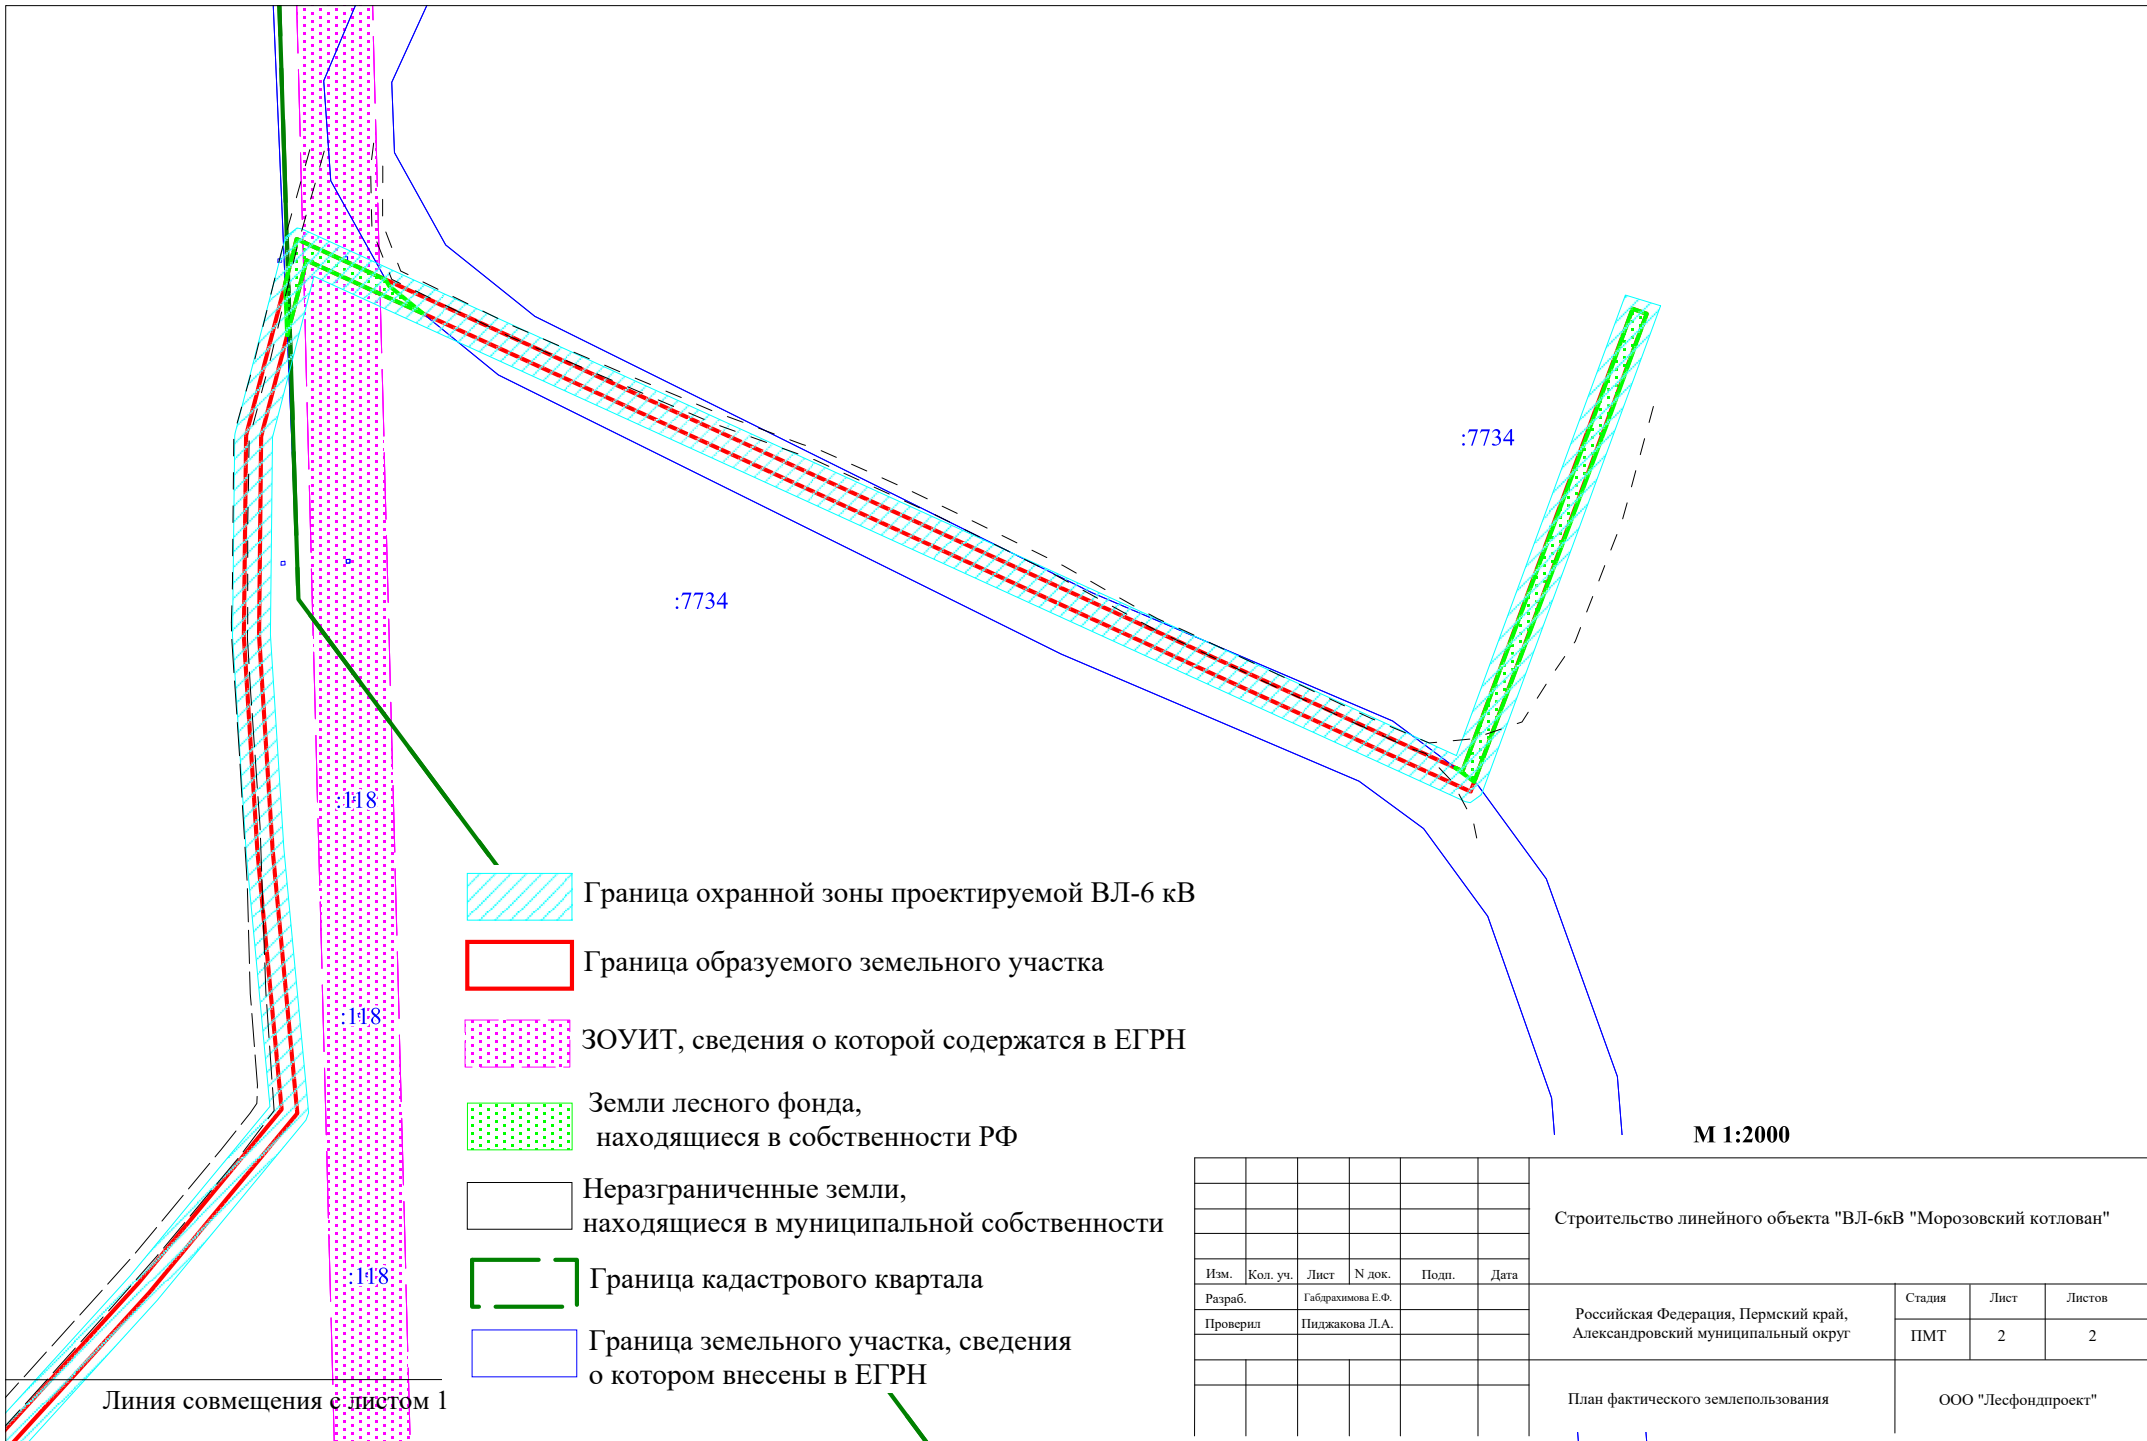 :7734
:7734
:118
:118
:118
Граница охранной зоны проектируемой ВЛ-6 кВ
Граница образуемого земельного участка
ЗОУИТ, сведения о которой содержатся в ЕГРН
Земли лесного фонда,
находящиеся в собственности РФ
Неразграниченные земли,
находящиеся в муниципальной собственности
Граница кадастрового квартала
Граница земельного участка, сведения
о котором внесены в ЕГРН
Линия совмещения с листом 1
М 1:2000
Строительство линейного объекта "ВЛ-6кВ "Морозовский котлован"
Изм. Кол. уч. Лист N док. Подп. Дата
Разраб. Габдрахимова Е.Ф.
Проверил Пиджакова Л.А.
Российская Федерация, Пермский край,
Александровский муниципальный округ
Стадия Лист Листов
ПМТ 2 2
План фактического землепользования
ООО "Лесфондпроект"